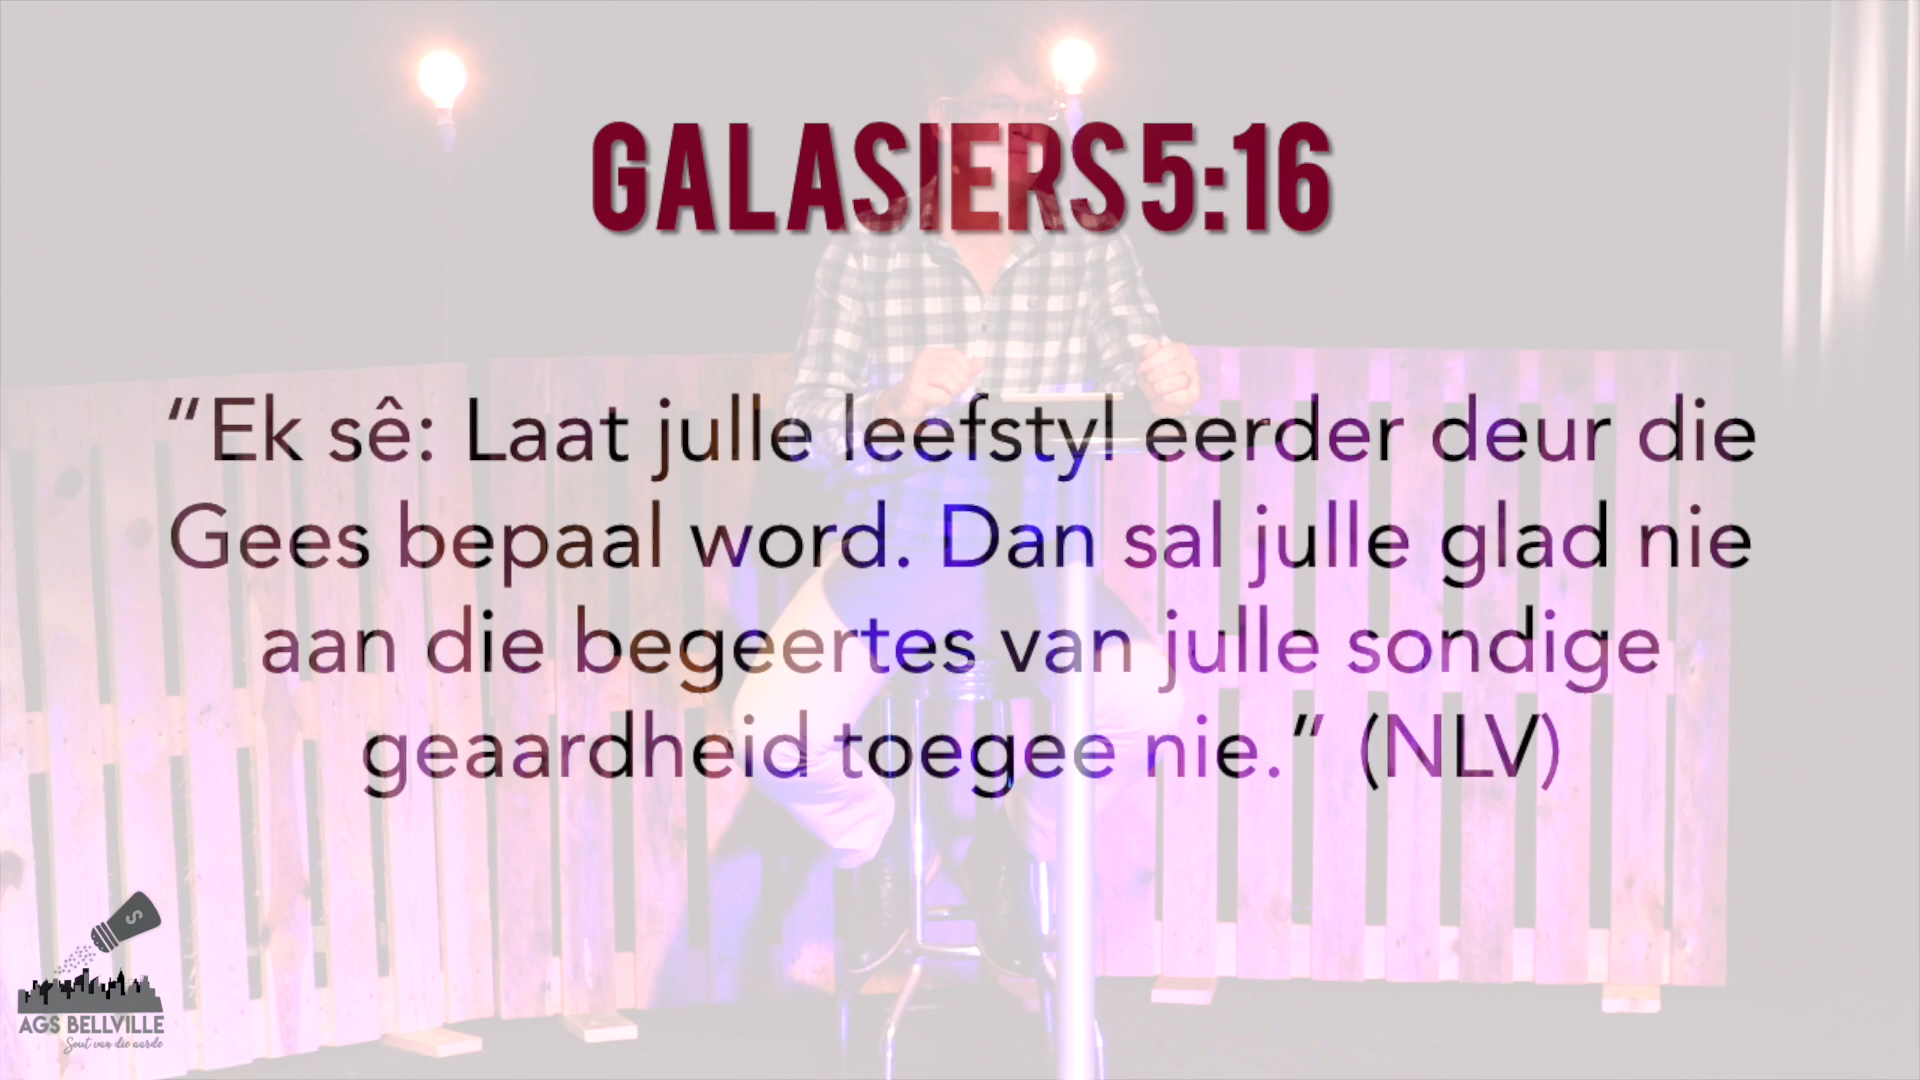 GALASIERS 5:16
“Ek sê: Laat julle leefstyl eerder deur die
Gees bepaal word. Dan sal julle glad nie
aan die begeertes van julle sondige
geaardheid toegee nie.” (NLV)
S
AGS BELLVILLE
Sout van die aarde